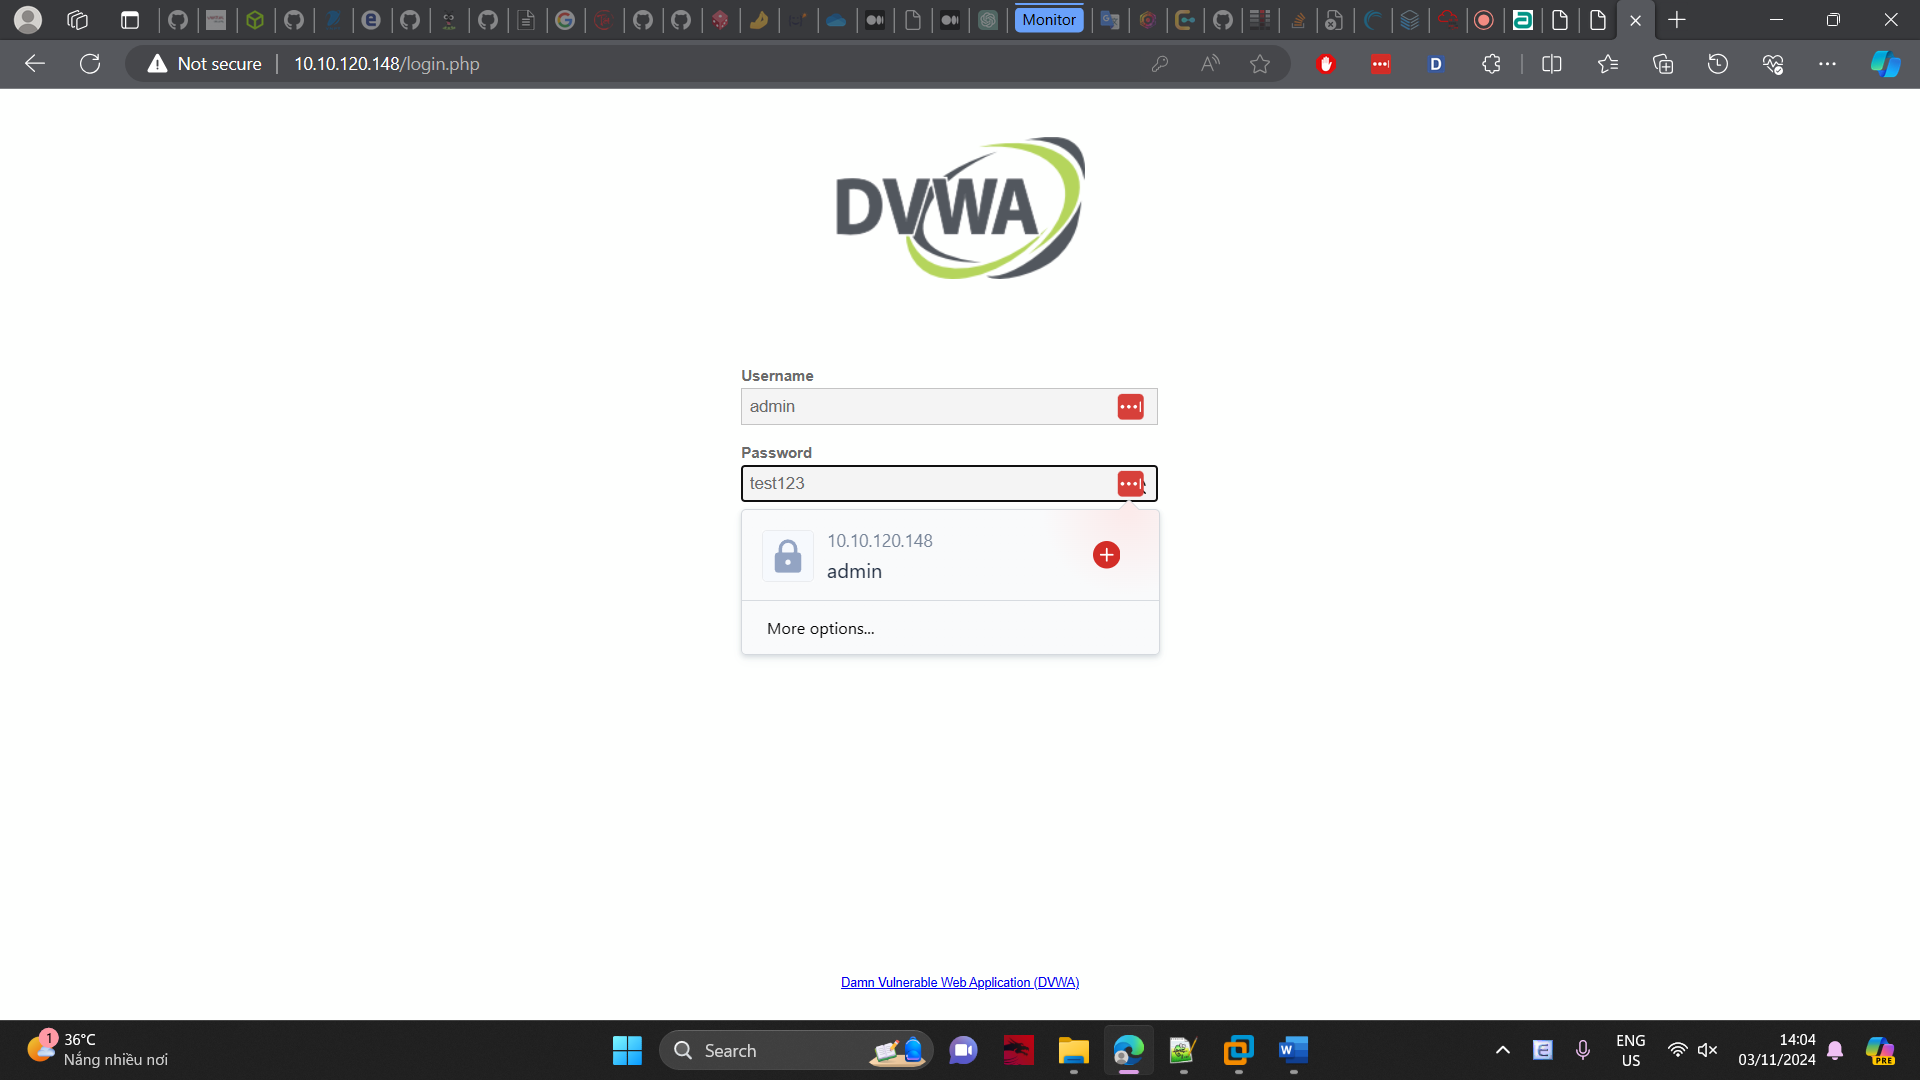 Monitor
Not secure
10.10.120.148/login.php
D
DVWA
Username
admin
Password
test123
10.10.120.148
admin
More options...
Damn Vulnerable Web Application (DVWA)
1
36°C
Nắng nhiều nơi
Search
W
E
ENG
US
14:04
03/11/2024
PRE